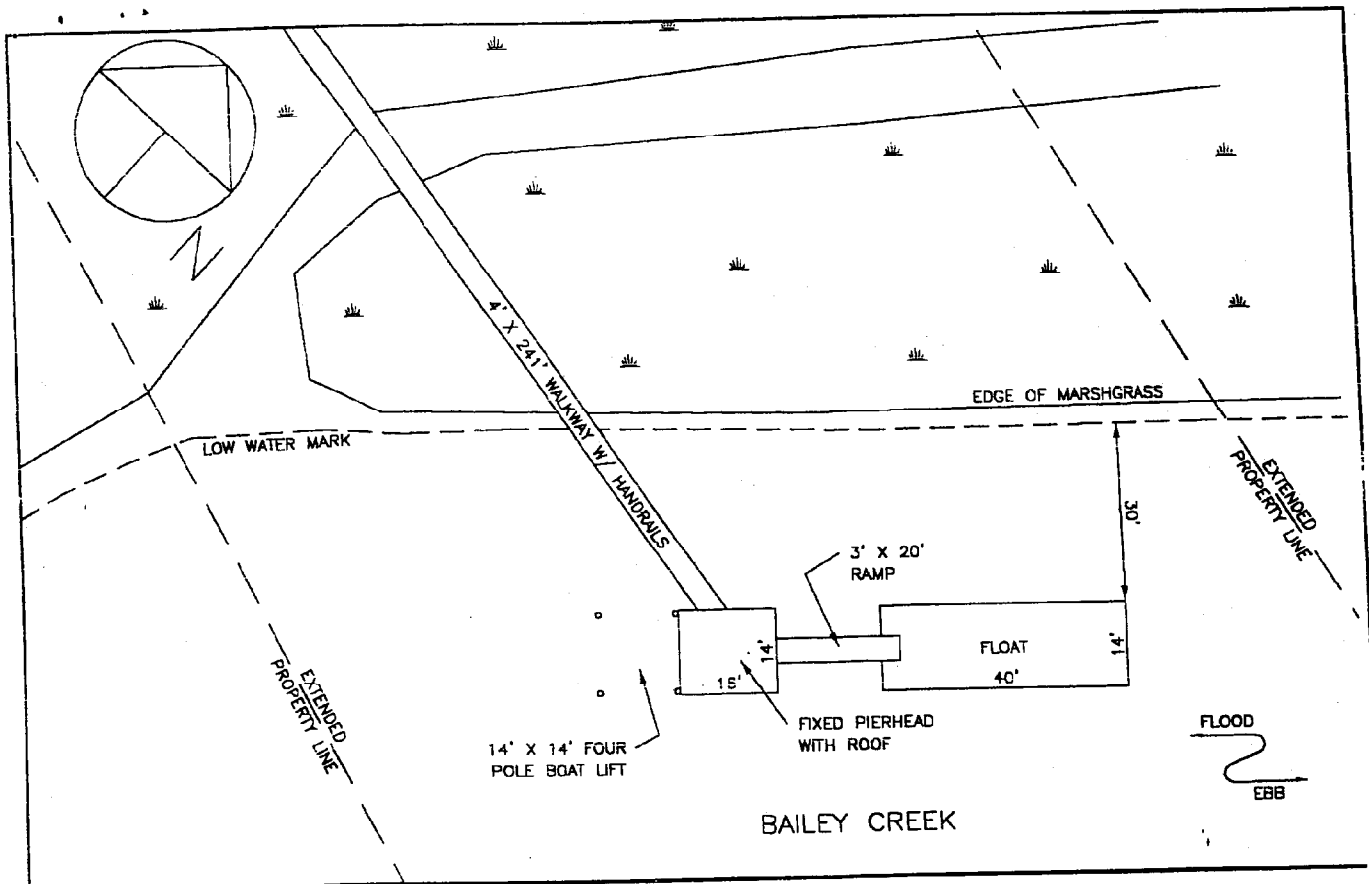 N
4' X 241' WALKWAY W/ HANDRAILS
EDGE OF MARSHGRASS
LOW WATER MARK
EXTENDED
PROPERTY LINE
30'
3' X 20'
RAMP
14'
FLOAT
40'
14'
EXTENDED
PROPERTY LINE
14' X 14' FOUR
POLE BOAT LIFT
FIXED PIERHEAD
WITH ROOF
FLOOD
EBB
BAILEY CREEK